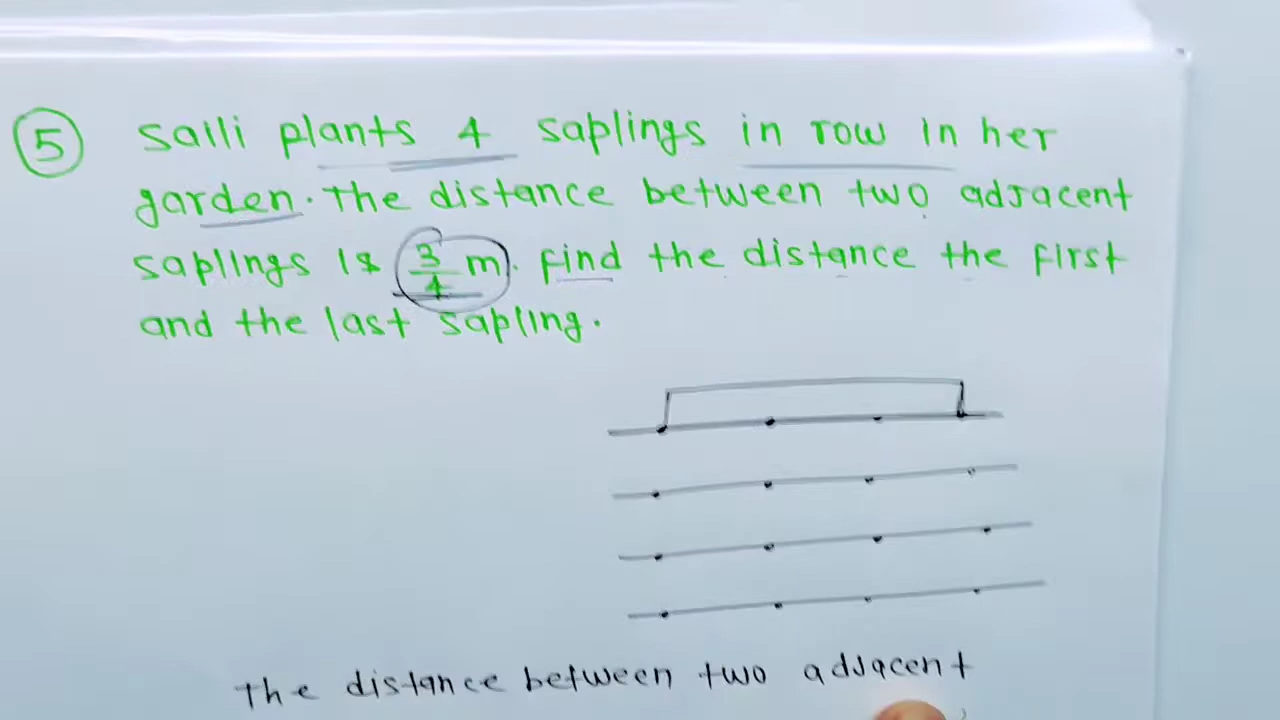 5 Saili plants 4 saplings in row in her
garden. The distance between two adjacent
saplings is 3/4 m. find the distance the first
and the last sapling.
The distance between two adjacent